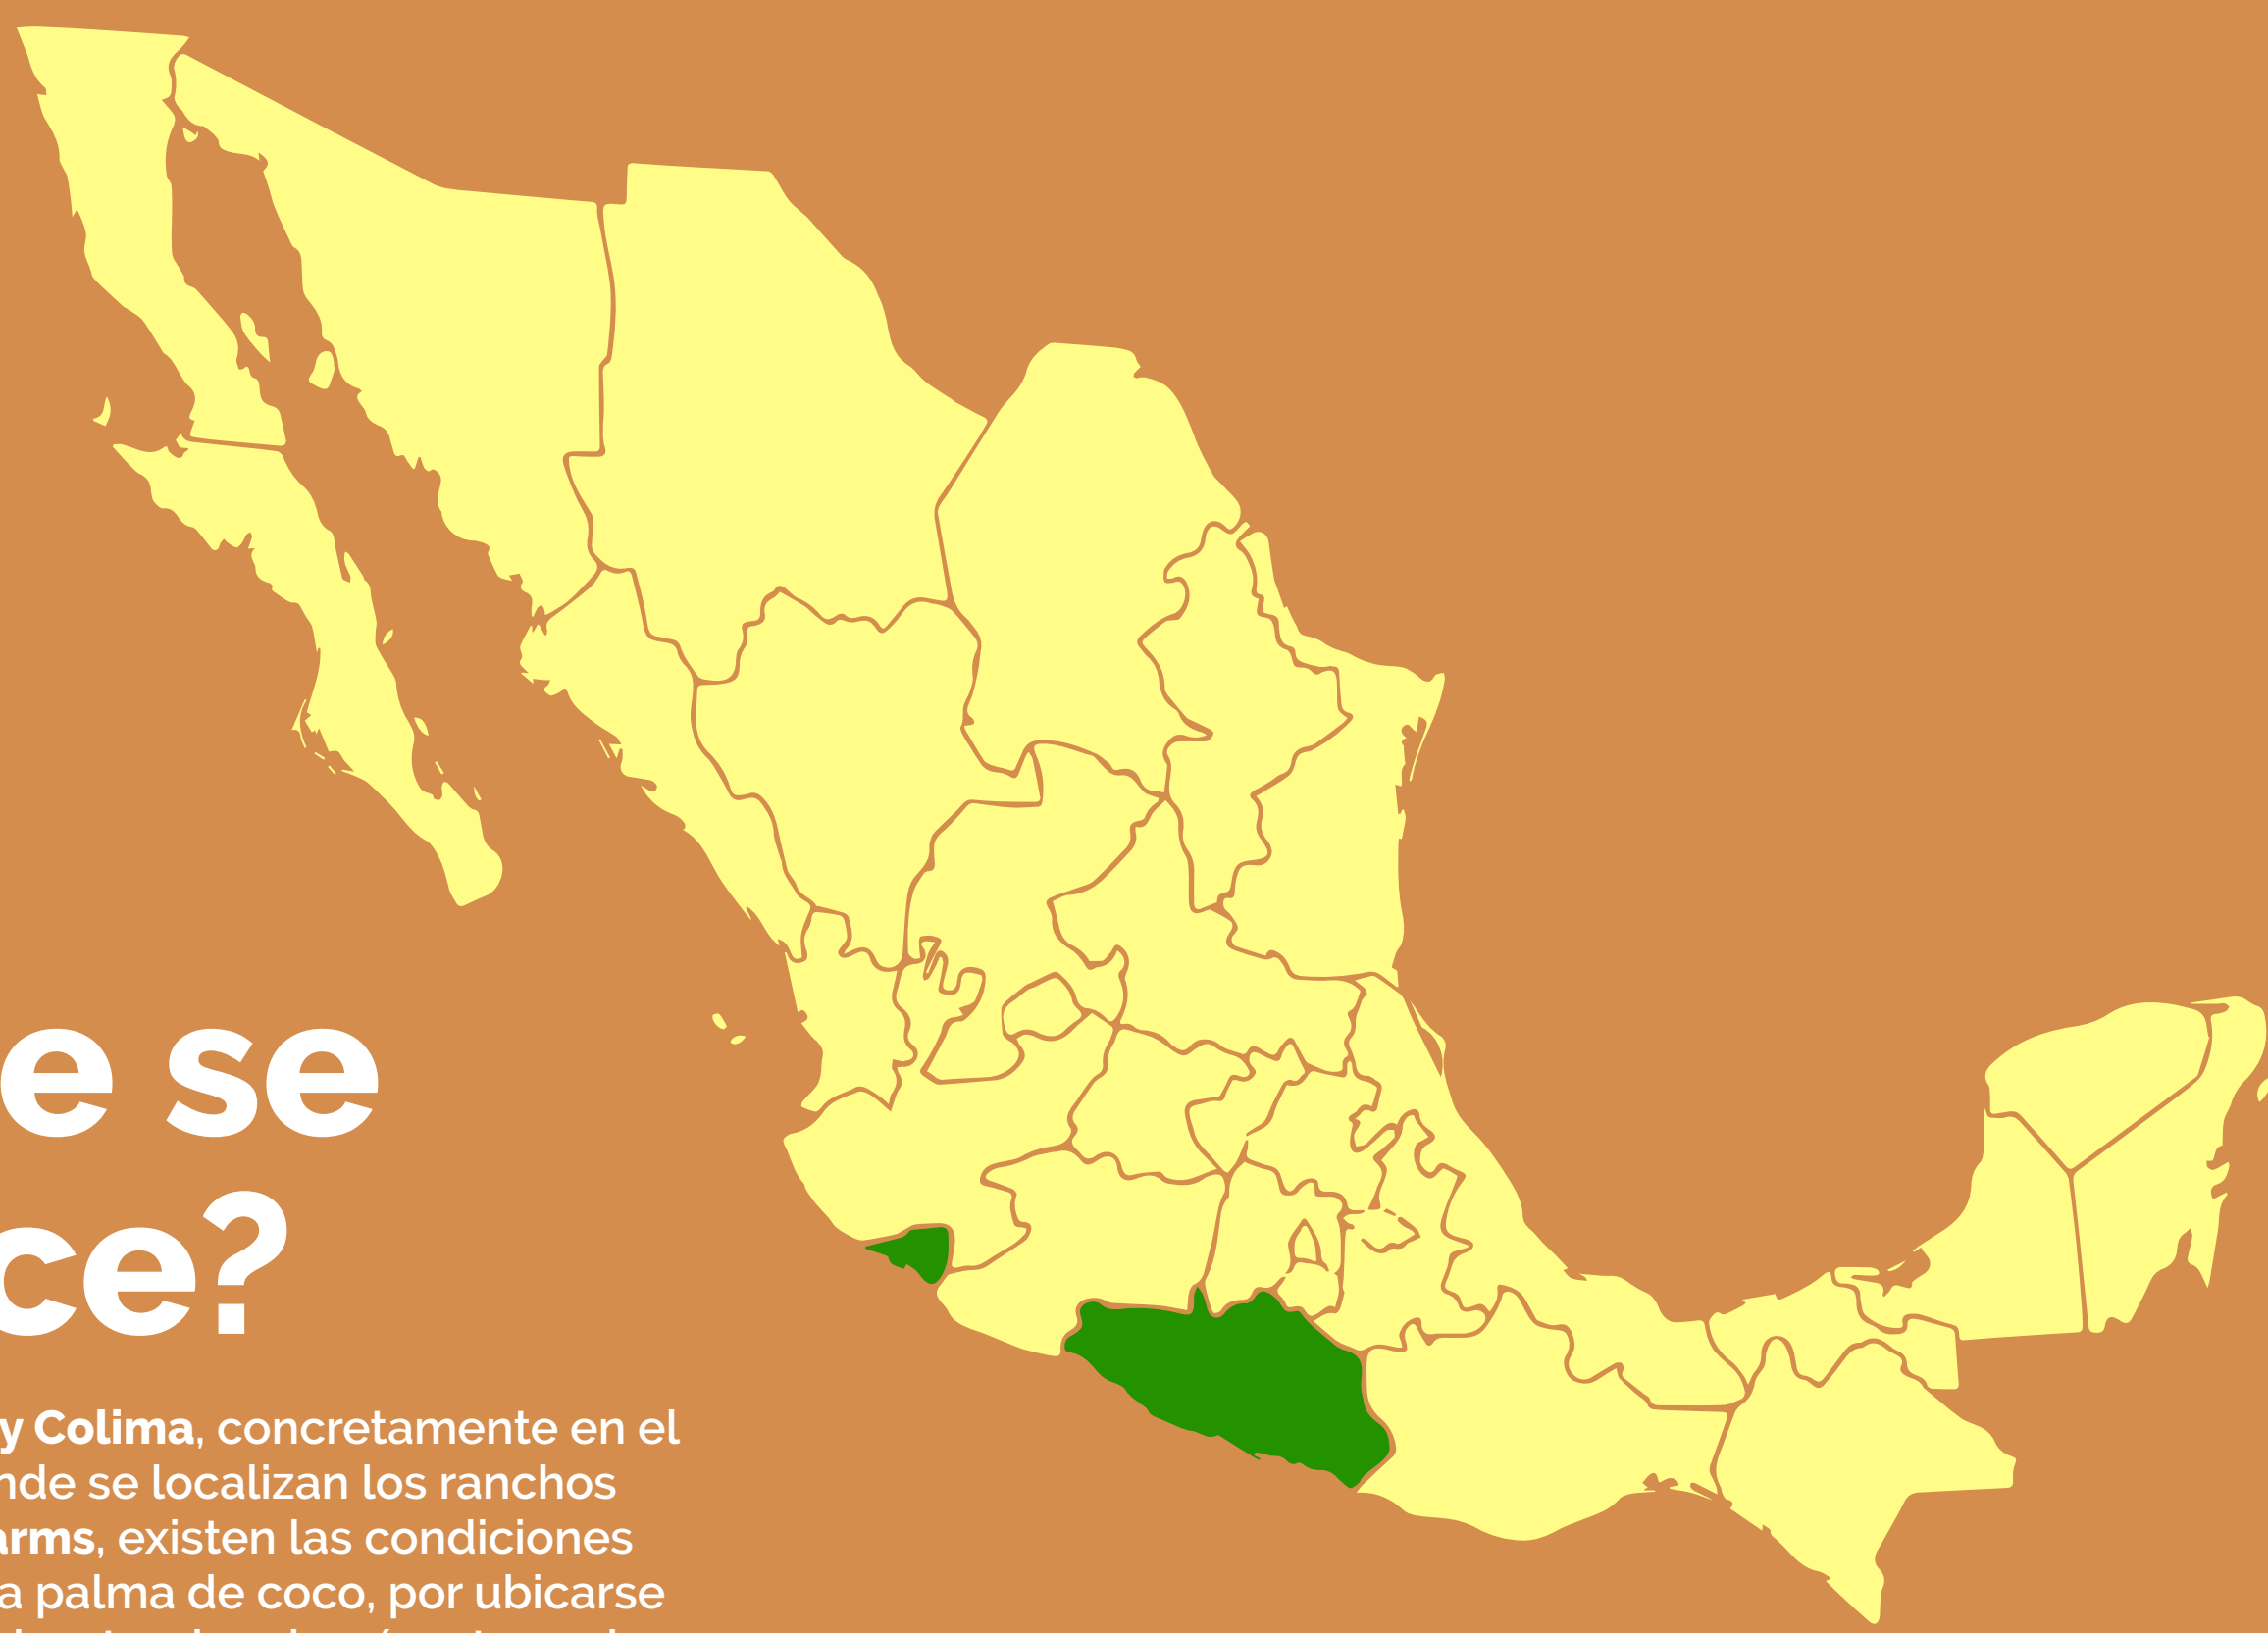 e se
ce?
y Colima, concretamente en el
nde se localizan los ranchos
arms, existen las condiciones
a palma de coco, por ubicarse